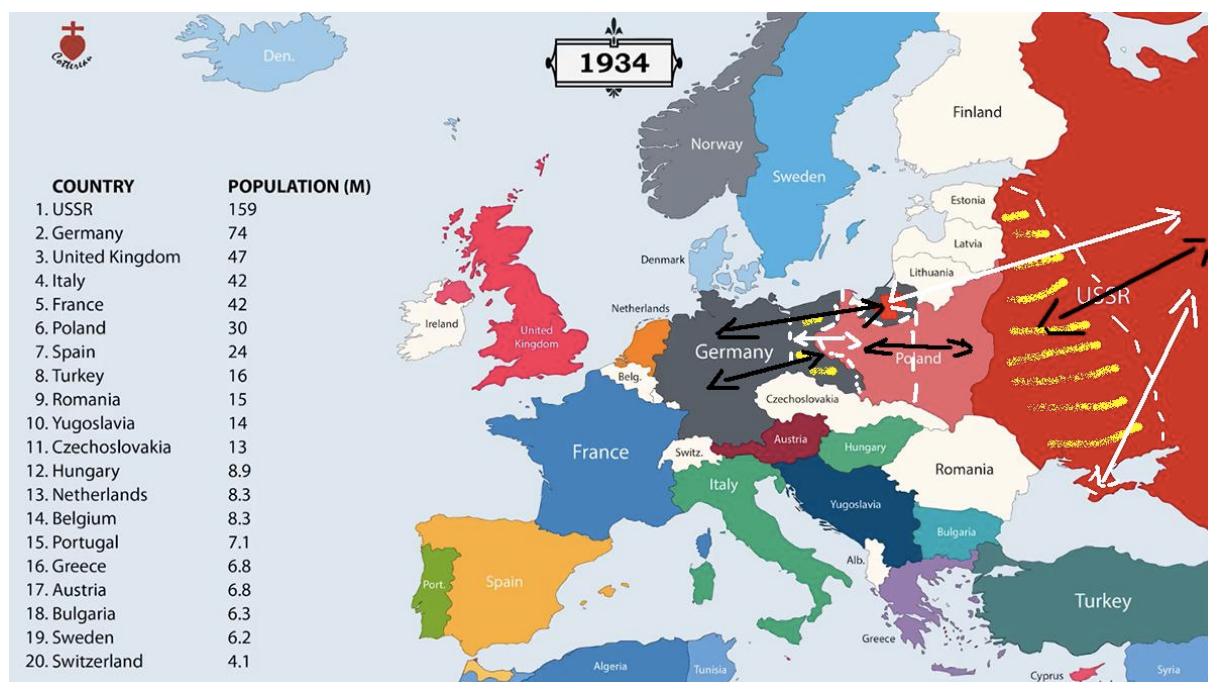 Cottereau
Den.
1934
Finland
Norway
Sweden
COUNTRY POPULATION (M)
1. USSR 159
2. Germany 74
3. United Kingdom 47
4. Italy 42
5. France 42
6. Poland 30
7. Spain 24
8. Turkey 16
9. Romania 15
10. Yugoslavia 14
11. Czechoslovakia 13
12. Hungary 8.9
13. Netherlands 8.3
14. Belgium 8.3
15. Portugal 7.1
16. Greece 6.8
17. Austria 6.8
18. Bulgaria 6.3
19. Sweden 6.2
20. Switzerland 4.1
Estonia
Latvia
Denmark
Lithuania
USSR
Netherlands
Ireland
United
Kingdom
Germany
Poland
Belg.
Czechoslovakia
Austria
Hungary
France
Switz.
Romania
Italy
Yugoslavia
Bulgaria
Alb.
Port.
Spain
Turkey
Greece
Algeria
Tunisia
Cyprus
Syria